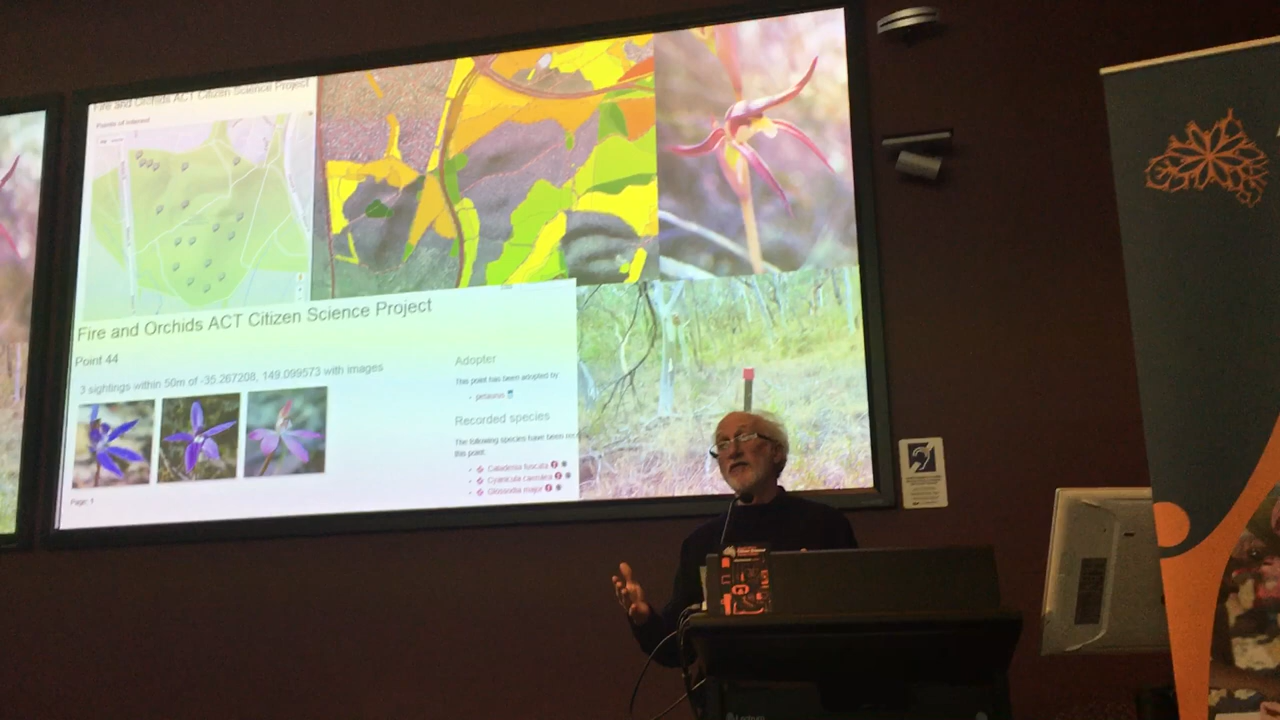 Fire and Orchids ACT Citizen Science Project
Points of interest
Fire and Orchids ACT Citizen Science Project
Point 44
3 sightings within 50m of -35.267208, 149.099573 with images
Page: 1
Adopter
This point has been adopted by
petaurus
Recorded species
The following species have been
this point:
Caladenia fuscata
Cyanicula caerulea
Glossodia major
Lectern